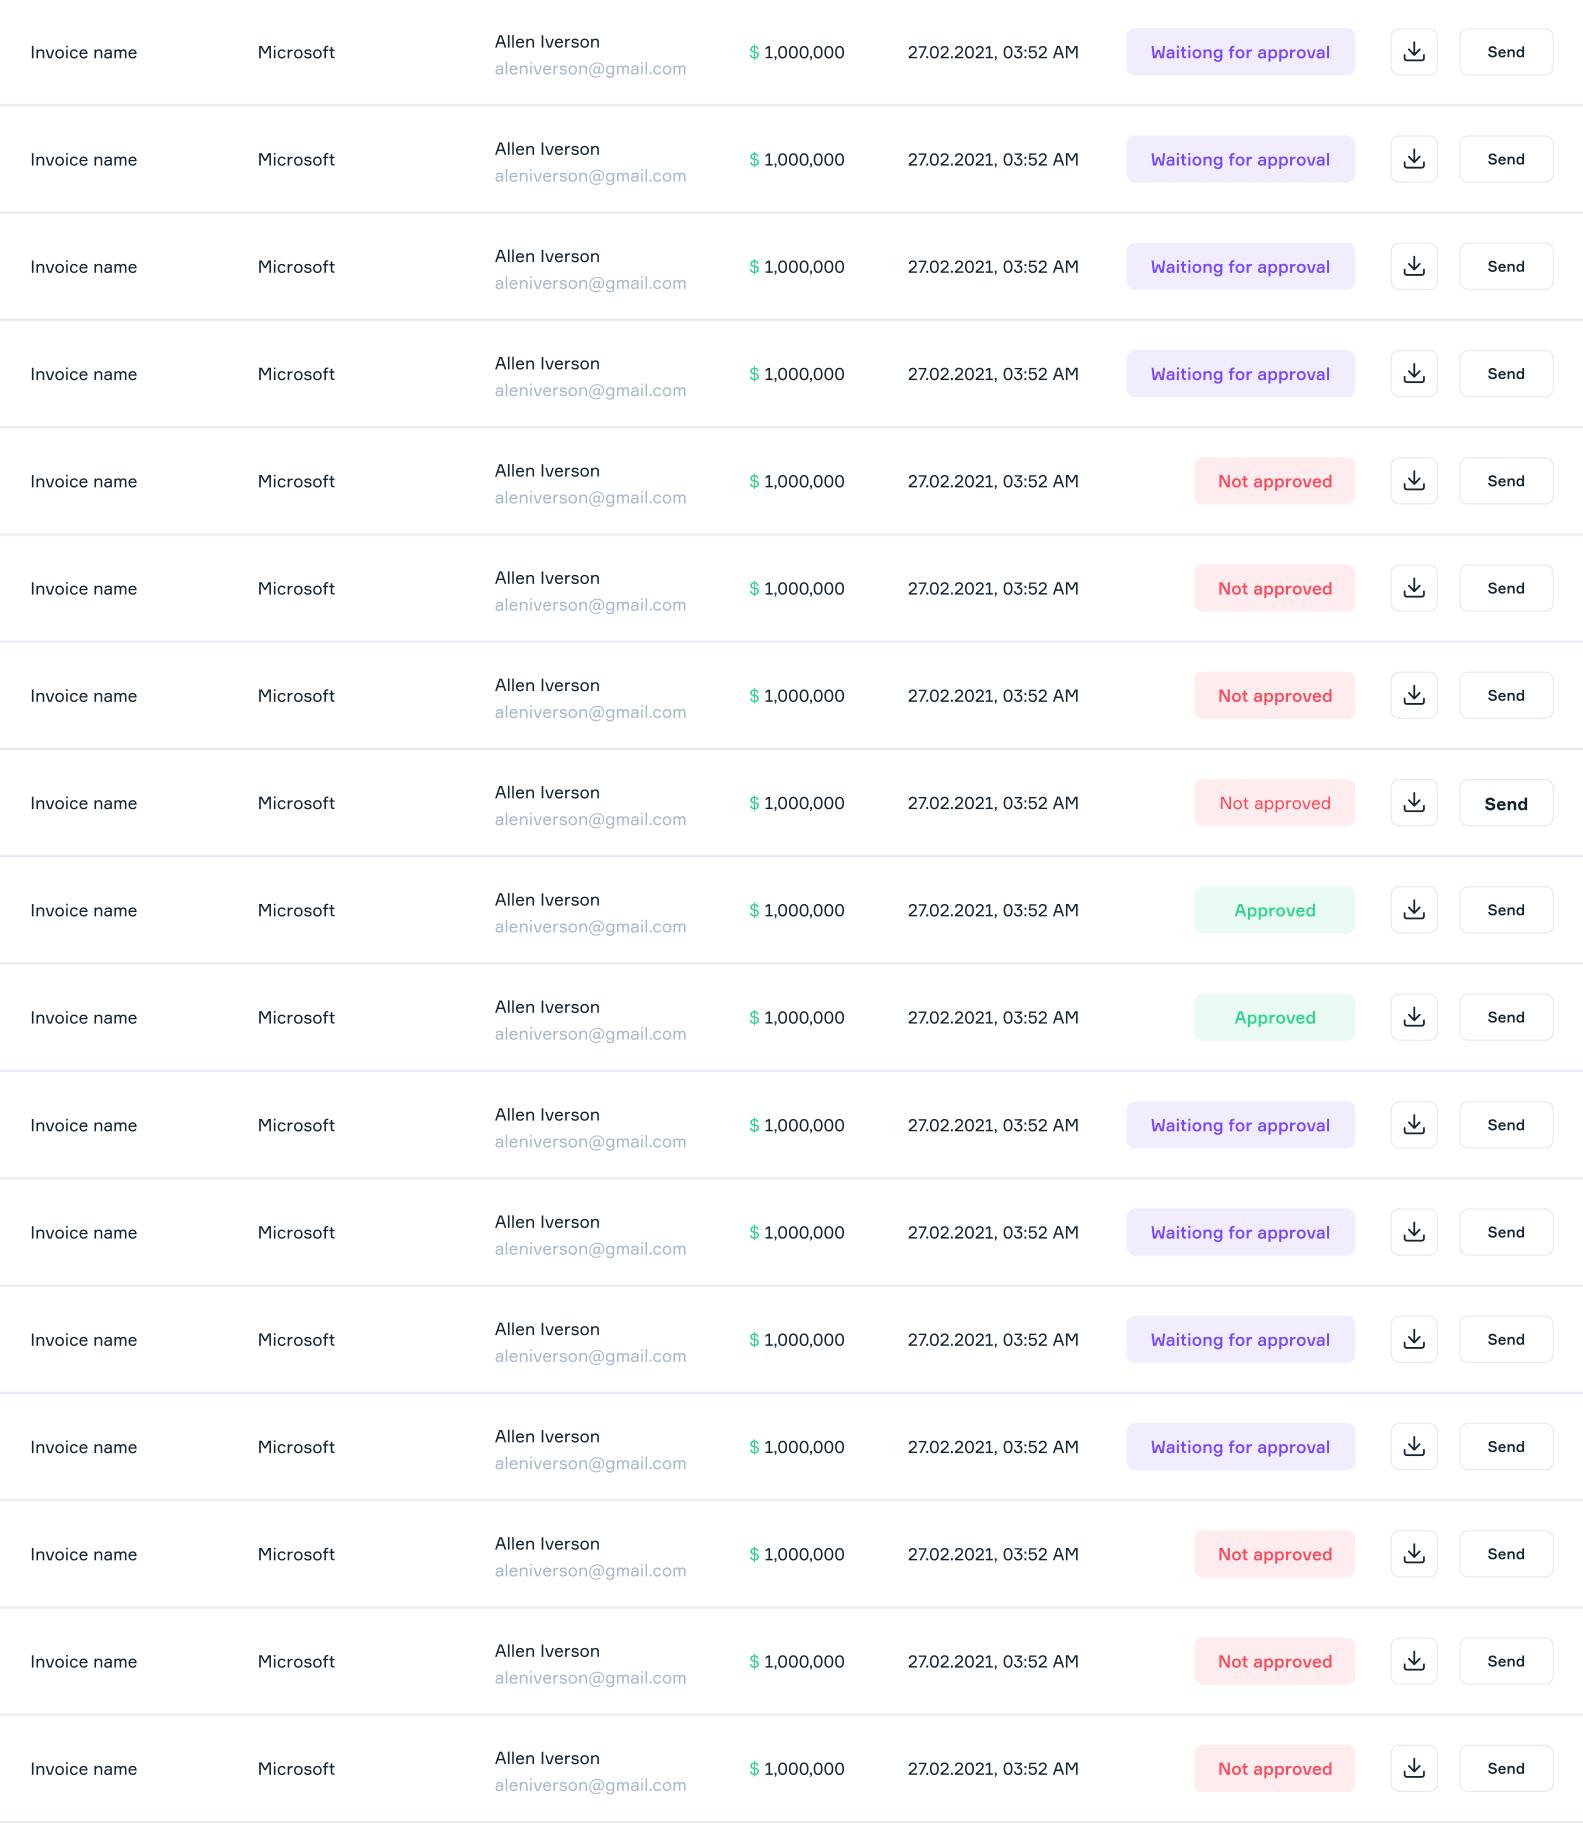 Invoice name Microsoft Allen Iverson $ 1,000,000 27.02.2021, 03:52 AM Waitiong for approval Send
aleniverson@gmail.com
Invoice name Microsoft Allen Iverson $ 1,000,000 27.02.2021, 03:52 AM Waitiong for approval Send
aleniverson@gmail.com
Invoice name Microsoft Allen Iverson $ 1,000,000 27.02.2021, 03:52 AM Waitiong for approval Send
aleniverson@gmail.com
Invoice name Microsoft Allen Iverson $ 1,000,000 27.02.2021, 03:52 AM Waitiong for approval Send
aleniverson@gmail.com
Invoice name Microsoft Allen Iverson $ 1,000,000 27.02.2021, 03:52 AM Not approved Send
aleniverson@gmail.com
Invoice name Microsoft Allen Iverson $ 1,000,000 27.02.2021, 03:52 AM Not approved Send
aleniverson@gmail.com
Invoice name Microsoft Allen Iverson $ 1,000,000 27.02.2021, 03:52 AM Not approved Send
aleniverson@gmail.com
Invoice name Microsoft Allen Iverson $ 1,000,000 27.02.2021, 03:52 AM Not approved Send
aleniverson@gmail.com
Invoice name Microsoft Allen Iverson $ 1,000,000 27.02.2021, 03:52 AM Approved Send
aleniverson@gmail.com
Invoice name Microsoft Allen Iverson $ 1,000,000 27.02.2021, 03:52 AM Approved Send
aleniverson@gmail.com
Invoice name Microsoft Allen Iverson $ 1,000,000 27.02.2021, 03:52 AM Waitiong for approval Send
aleniverson@gmail.com
Invoice name Microsoft Allen Iverson $ 1,000,000 27.02.2021, 03:52 AM Waitiong for approval Send
aleniverson@gmail.com
Invoice name Microsoft Allen Iverson $ 1,000,000 27.02.2021, 03:52 AM Waitiong for approval Send
aleniverson@gmail.com
Invoice name Microsoft Allen Iverson $ 1,000,000 27.02.2021, 03:52 AM Waitiong for approval Send
aleniverson@gmail.com
Invoice name Microsoft Allen Iverson $ 1,000,000 27.02.2021, 03:52 AM Not approved Send
aleniverson@gmail.com
Invoice name Microsoft Allen Iverson $ 1,000,000 27.02.2021, 03:52 AM Not approved Send
aleniverson@gmail.com
Invoice name Microsoft Allen Iverson $ 1,000,000 27.02.2021, 03:52 AM Not approved Send
aleniverson@gmail.com